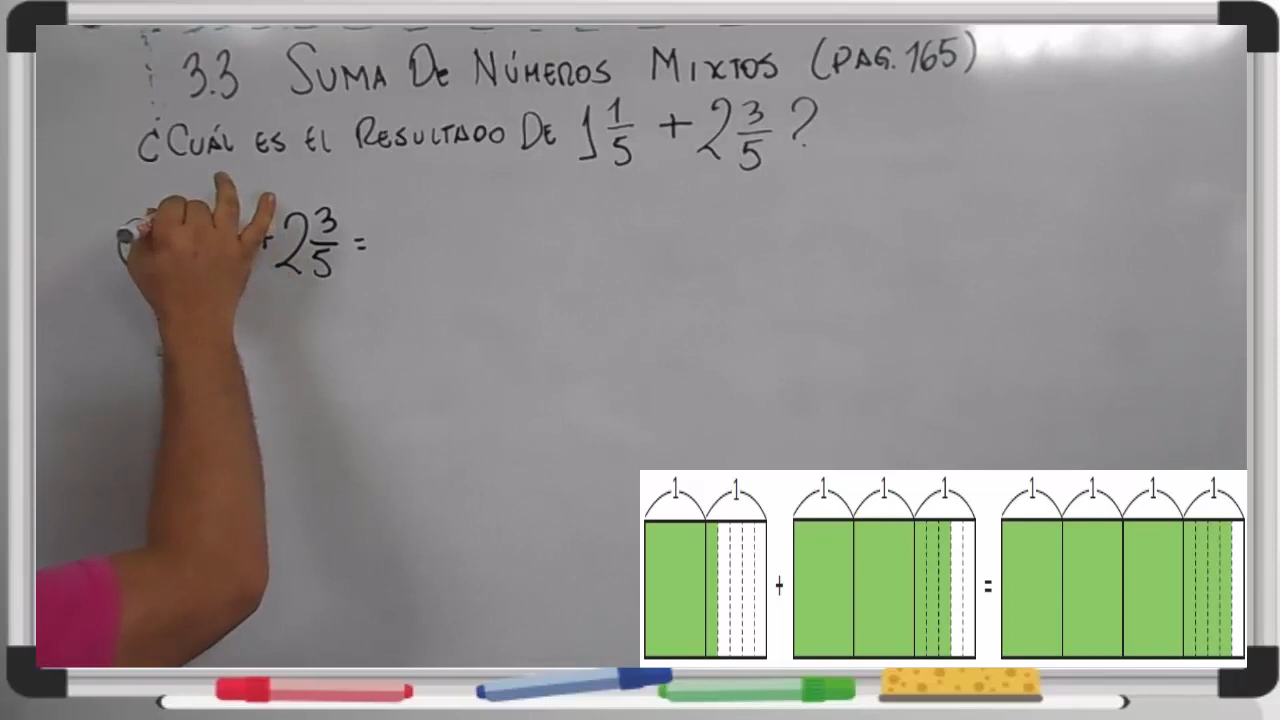 3.3 SUMA DE NÚMEROS MIXTOS (PAG. 165)
¿CUÁL ES EL RESULTADO DE 1 1/5 + 2 3/5 ?
+ 2 3/5 =
1 1 1 1 1 1 1 1 1
+ =